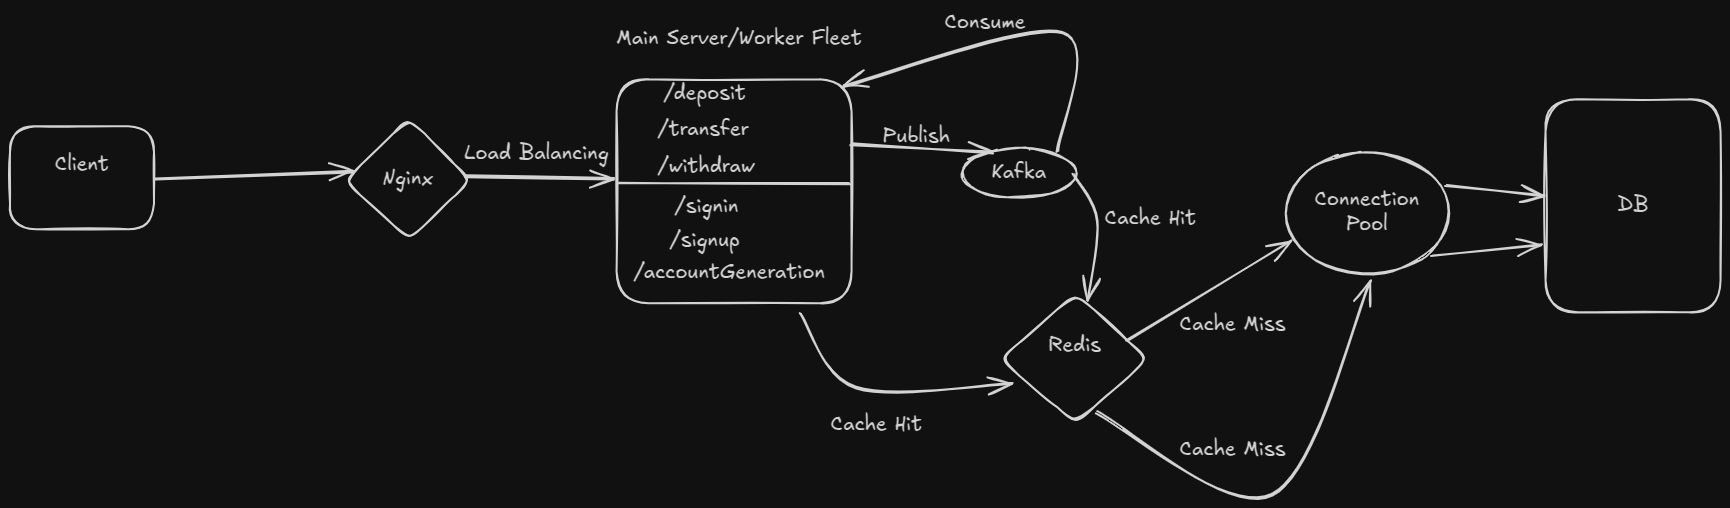 Consume
Main Server/Worker Fleet
/deposit
/transfer
/withdraw
/signin
/signup
/accountGeneration
Client
Nginx
Load Balancing
Publish
Kafka
Cache Hit
Connection
Pool
DB
Cache Miss
Redis
Cache Hit
Cache Miss